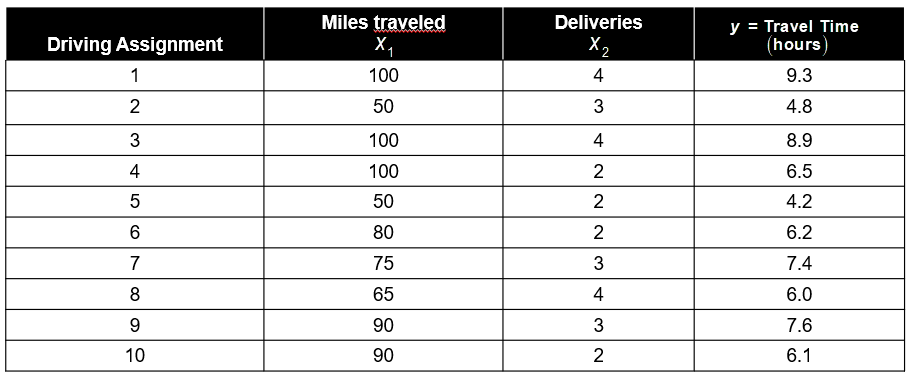 Driving Assignment Miles traveled X1 Deliveries X2 y = Travel Time (hours)
1 100 4 9.3
2 50 3 4.8
3 100 4 8.9
4 100 2 6.5
5 50 2 4.2
6 80 2 6.2
7 75 3 7.4
8 65 4 6.0
9 90 3 7.6
10 90 2 6.1